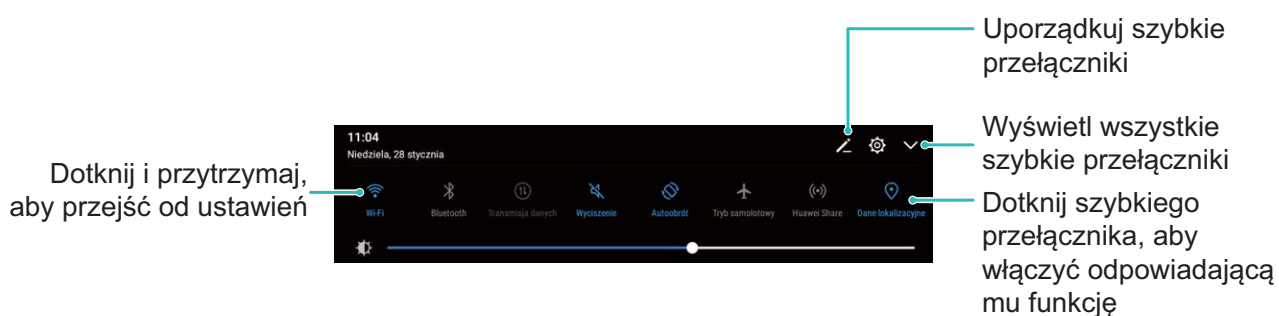 Uporządkuj szybkie
przełączniki
Wyświetl wszystkie
szybkie przełączniki
11:04
Niedziela, 28 stycznia
Dotknij i przytrzymaj,
aby przejść od ustawień
Wi-Fi Bluetooth Transmisja danych Wyciszenie Autoobrót Tryb samolotowy Huawei Share Dane lokalizacyjne
Dotknij szybkiego
przełącznika, aby
włączyć odpowiadającą
mu funkcję